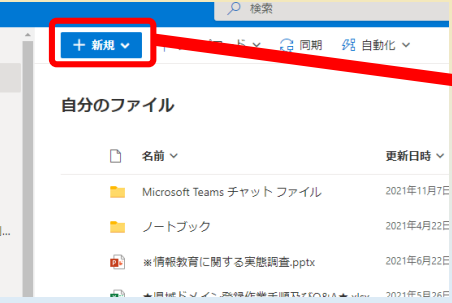 検索
+ 新規
同期
自動化
自分のファイル
名前
更新日時
Microsoft Teams チャット ファイル
2021年11月7日
ノートブック
2021年4月22日
※情報教育に関する実態調査.pptx
2021年6月22日
2021年5月26日